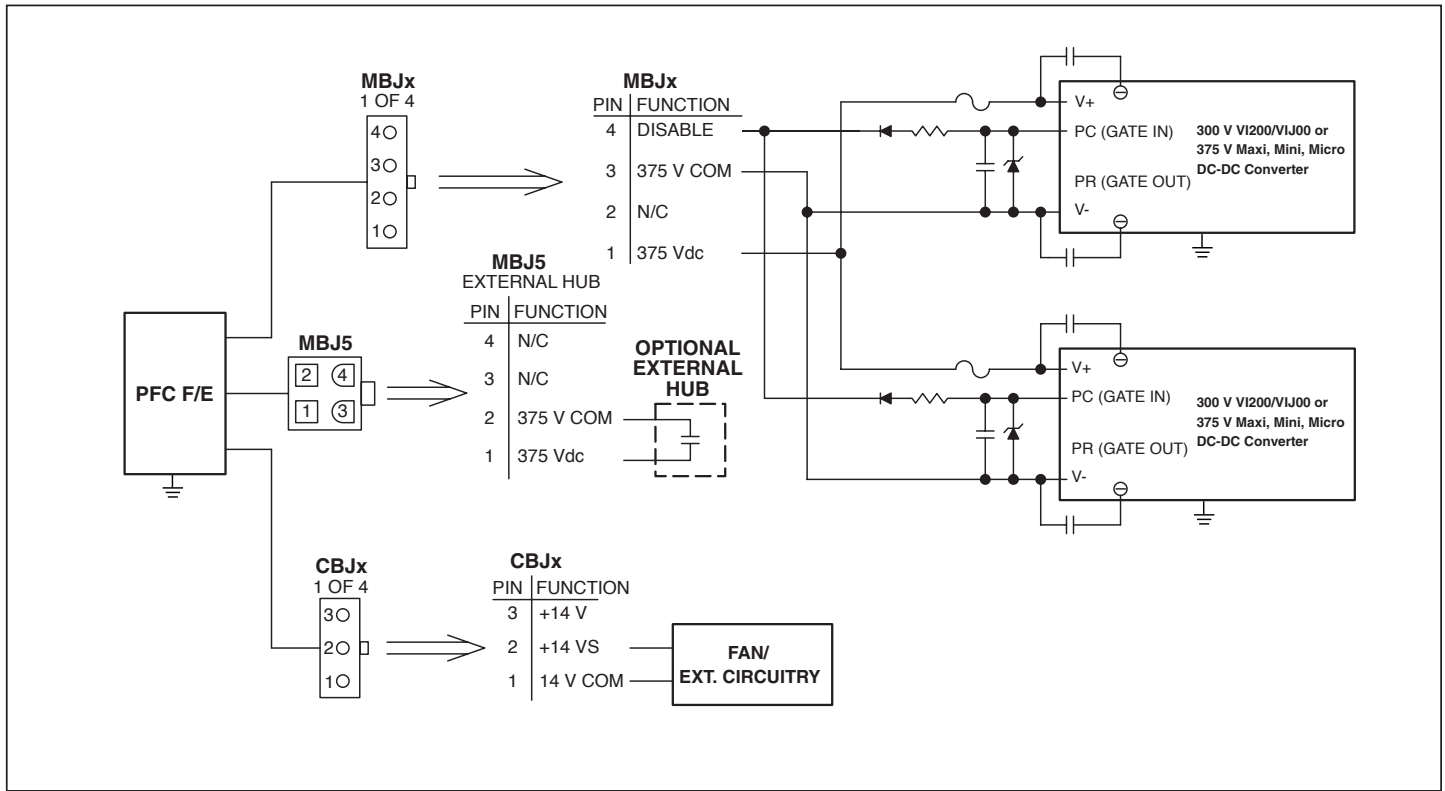 MBJx
1 OF 4
4
3
2
1
MBJx
PIN FUNCTION
4 DISABLE
3 375 V COM
2 N/C
1 375 Vdc
V+
PC (GATE IN)
PR (GATE OUT)
V-
300 V VI200/VIJ00 or
375 V Maxi, Mini, Micro
DC-DC Converter
PFC F/E
MBJ5
2 4
1 3
MBJ5
EXTERNAL HUB
PIN FUNCTION
4 N/C
3 N/C
2 375 V COM
1 375 Vdc
OPTIONAL
EXTERNAL
HUB
V+
PC (GATE IN)
PR (GATE OUT)
V-
300 V VI200/VIJ00 or
375 V Maxi, Mini, Micro
DC-DC Converter
CBJx
1 OF 4
3
2
1
CBJx
PIN FUNCTION
3 +14 V
2 +14 VS
1 14 V COM
FAN/
EXT. CIRCUITRY